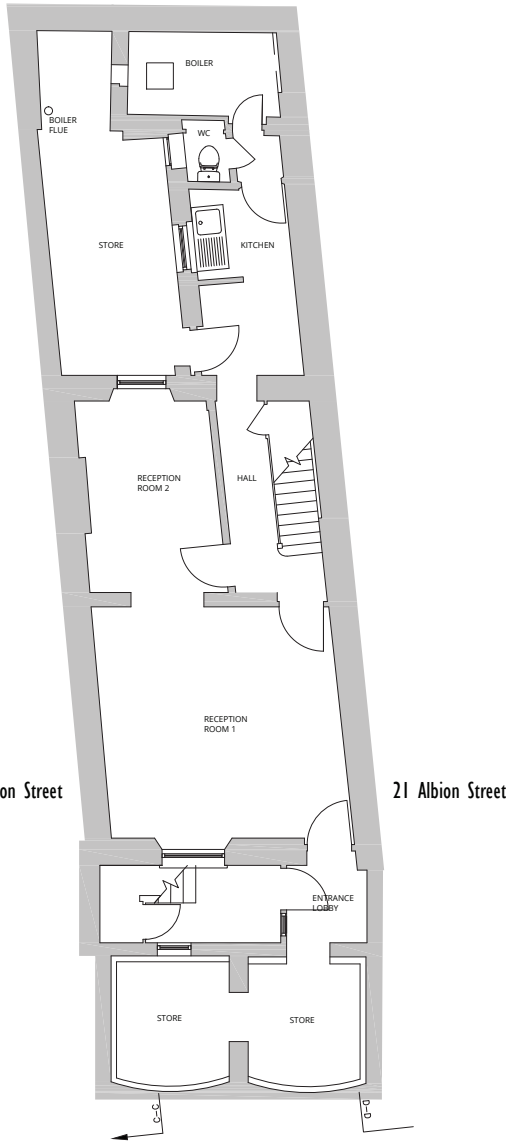 BOILER
BOILER
FLUE
WC
STORE
KITCHEN
RECEPTION
ROOM 2
HALL
RECEPTION
ROOM 1
on Street
21 Albion Street
ENTRANCE
LOBBY
STORE
STORE
C-C
D-D